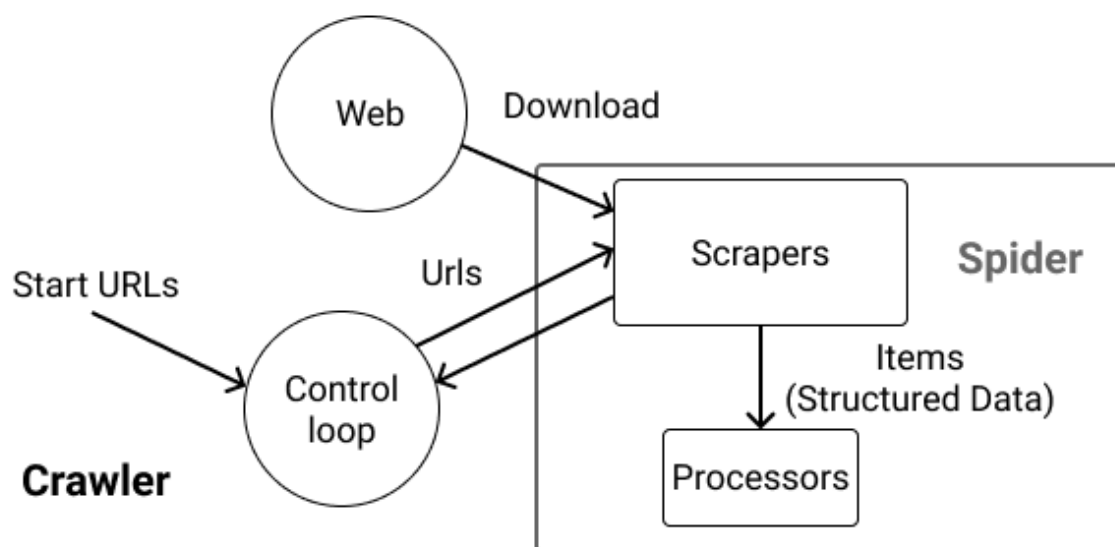 Web
Download
Scrapers
Spider
Urls
Start URLs
Items
(Structured Data)
Control
loop
Crawler
Processors